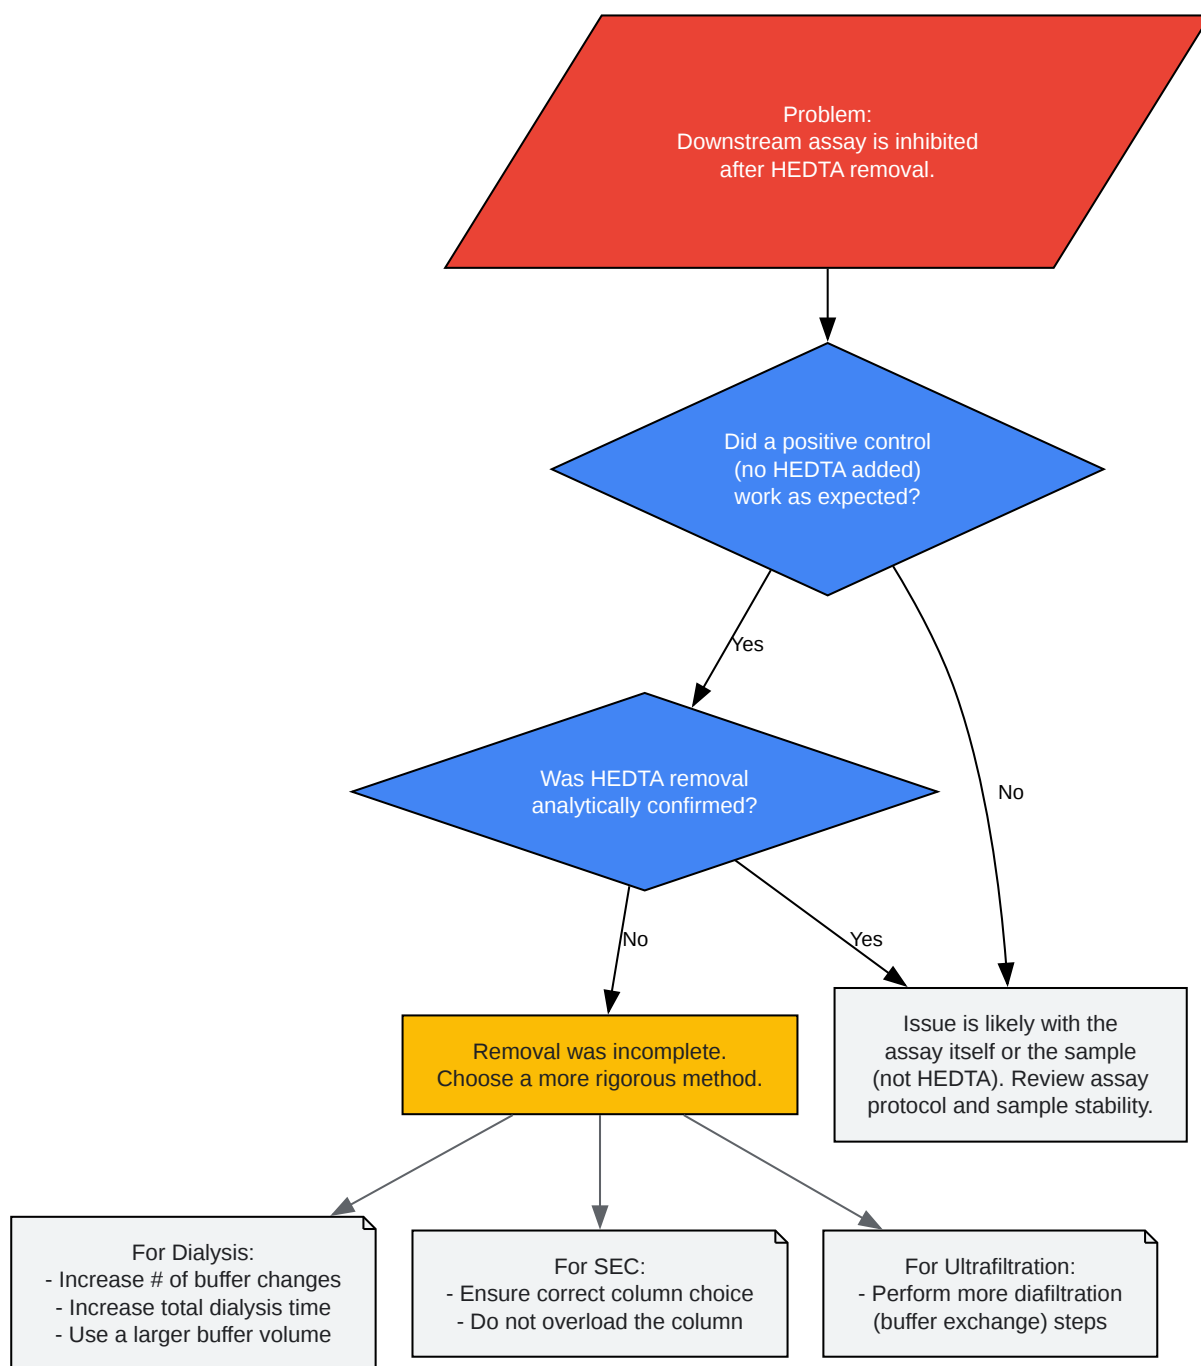 Problem:
Downstream assay is inhibited
after HEDTA removal.
Did a positive control
(no HEDTA added)
work as expected?
Yes
No
Was HEDTA removal
analytically confirmed?
No
Yes
Removal was incomplete.
Choose a more rigorous method.
Issue is likely with the
assay itself or the sample
(not HEDTA). Review assay
protocol and sample stability.
For Dialysis:
- Increase # of buffer changes
- Increase total dialysis time
- Use a larger buffer volume
For SEC:
- Ensure correct column choice
- Do not overload the column
For Ultrafiltration:
- Perform more diafiltration
(buffer exchange) steps